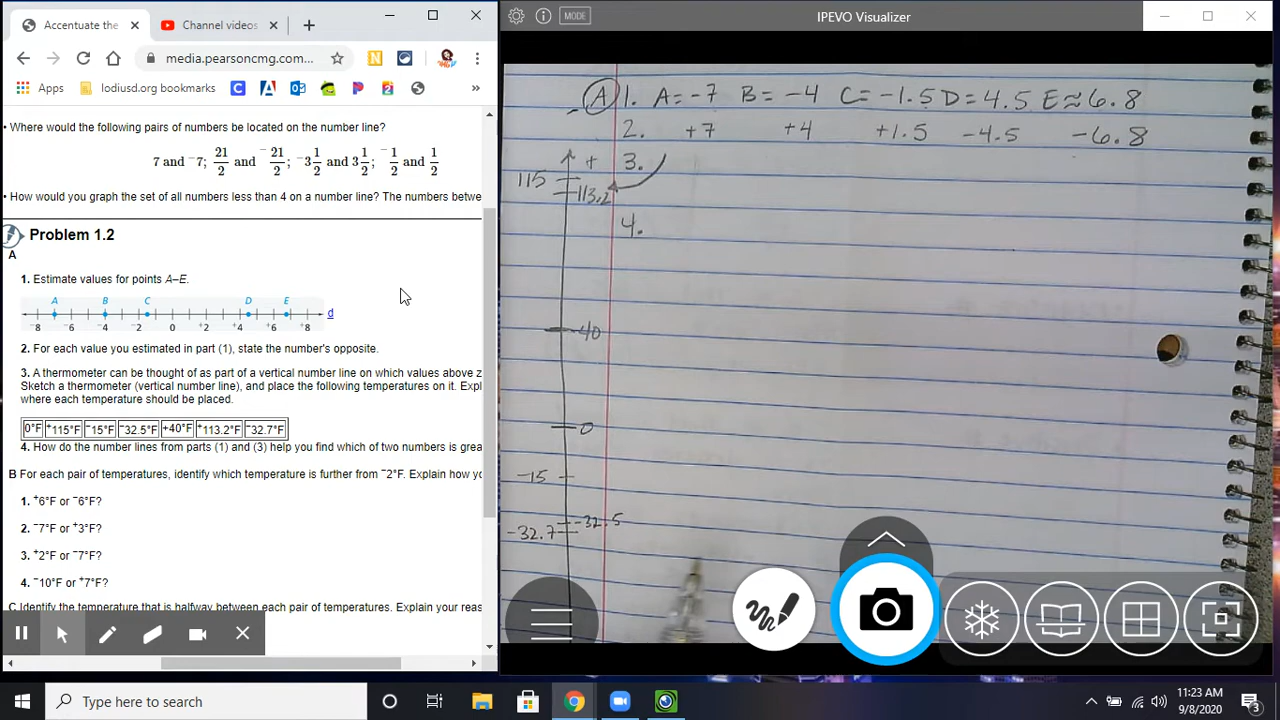 Accentuate the
Channel videos
IPEVO Visualizer
MODE
media.pearsoncmg.com...
Apps
lodiusd.org bookmarks
• Where would the following pairs of numbers be located on the number line?
7 and ⁻7; 21/2 and ⁻21/2; ⁻3 1/2 and 3 1/2; ⁻1/2 and 1/2
• How would you graph the set of all numbers less than 4 on a number line? The numbers betwe
Problem 1.2
A
1. Estimate values for points A–E.
A B C D E
d
⁻8 ⁻6 ⁻4 ⁻2 0 ⁺2 ⁺4 ⁺6 ⁺8
2. For each value you estimated in part (1), state the number's opposite.
3. A thermometer can be thought of as part of a vertical number line on which values above z
Sketch a thermometer (vertical number line), and place the following temperatures on it. Expl
where each temperature should be placed.
0°F ⁺115°F ⁻15°F ⁻32.5°F ⁺40°F ⁺113.2°F ⁻32.7°F
4. How do the number lines from parts (1) and (3) help you find which of two numbers is grea
B For each pair of temperatures, identify which temperature is further from ⁻2°F. Explain how yo
1. ⁺6°F or ⁻6°F?
2. ⁻7°F or ⁺3°F?
3. ⁺2°F or ⁻7°F?
4. ⁻10°F or ⁺7°F?
C Identify the temperature that is halfway between each pair of temperatures. Explain your reas
A 1. A = -7 B = -4 C = -1.5 D = 4.5 E ≈ 6.8
2. +7 +4 +1.5 -4.5 -6.8
+ 3.
115
113.2
4.
40
0
-15
-32.5
-32.7
Type here to search
11:23 AM
9/8/2020
3